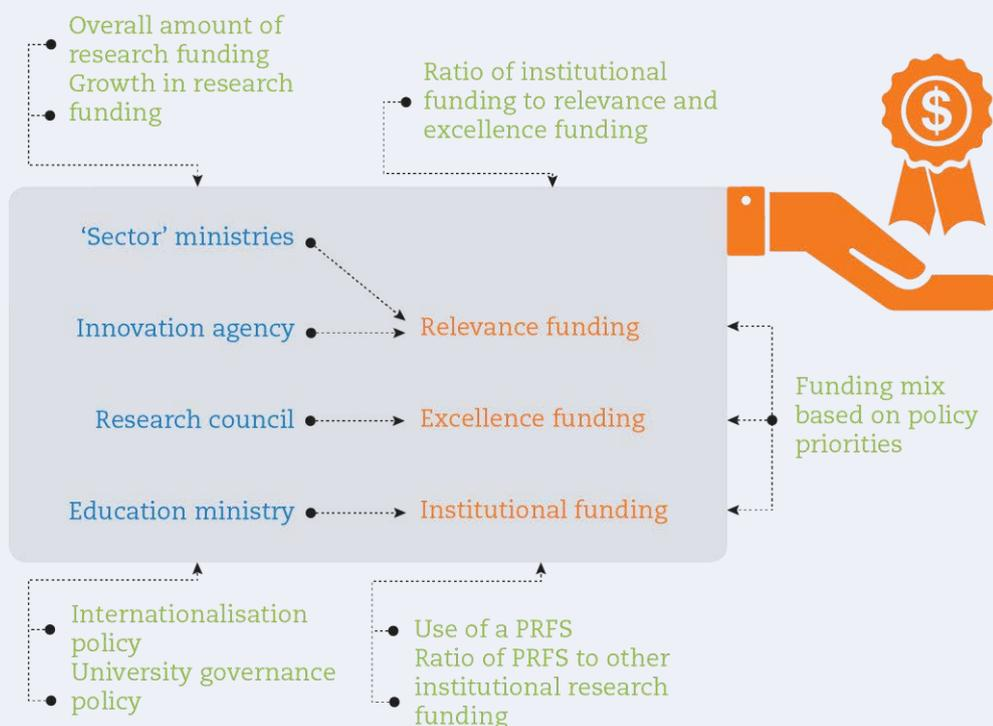 Overall amount of
research funding
Growth in research
funding
Ratio of institutional
funding to relevance and
excellence funding
$
‘Sector’ ministries
Innovation agency
Relevance funding
Research council
Excellence funding
Education ministry
Institutional funding
Funding mix
based on policy
priorities
Internationalisation
policy
University governance
policy
Use of a PRFS
Ratio of PRFS to other
institutional research
funding